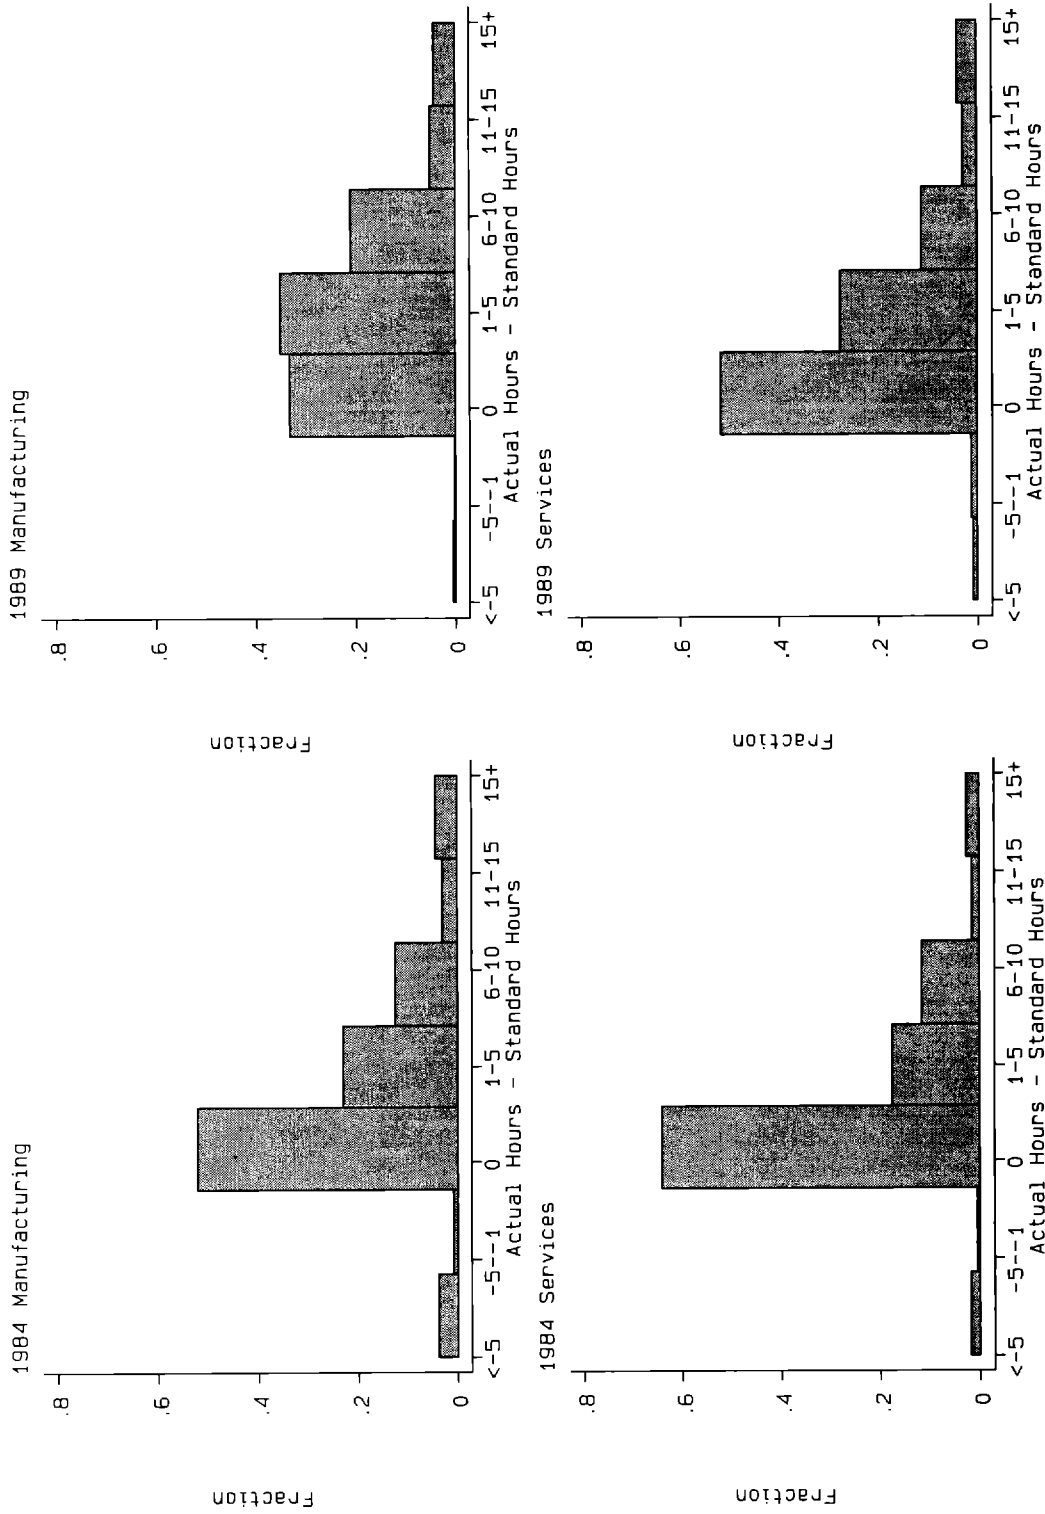 1984 Manufacturing
Fraction
.8
.6
.4
.2
0
<-5 -5--1 0 1-5 6-10 11-15 15+
Actual Hours - Standard Hours
1989 Manufacturing
Fraction
.8
.6
.4
.2
0
<-5 -5--1 0 1-5 6-10 11-15 15+
Actual Hours - Standard Hours
1984 Services
Fraction
.8
.6
.4
.2
0
<-5 -5--1 0 1-5 6-10 11-15 15+
Actual Hours - Standard Hours
1989 Services
Fraction
.8
.6
.4
.2
0
<-5 -5--1 0 1-5 6-10 11-15 15+
Actual Hours - Standard Hours